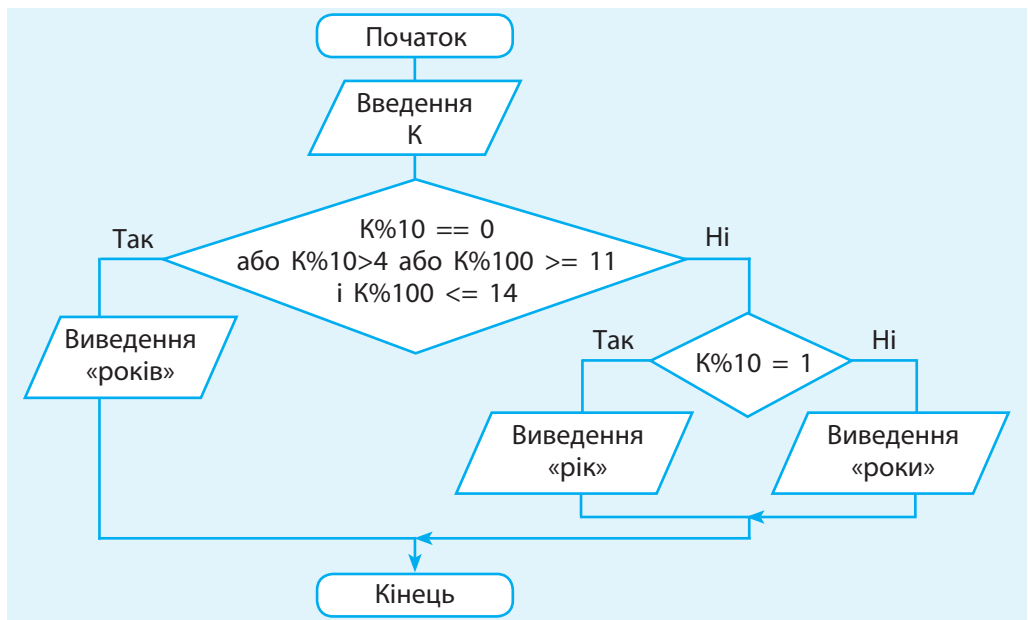 Початок
Введення
К
К%10 == 0
або К%10>4 або К%100 >= 11
і К%100 <= 14
Так
Ні
Виведення
«років»
К%10 = 1
Так
Ні
Виведення
«рік»
Виведення
«роки»
Кінець